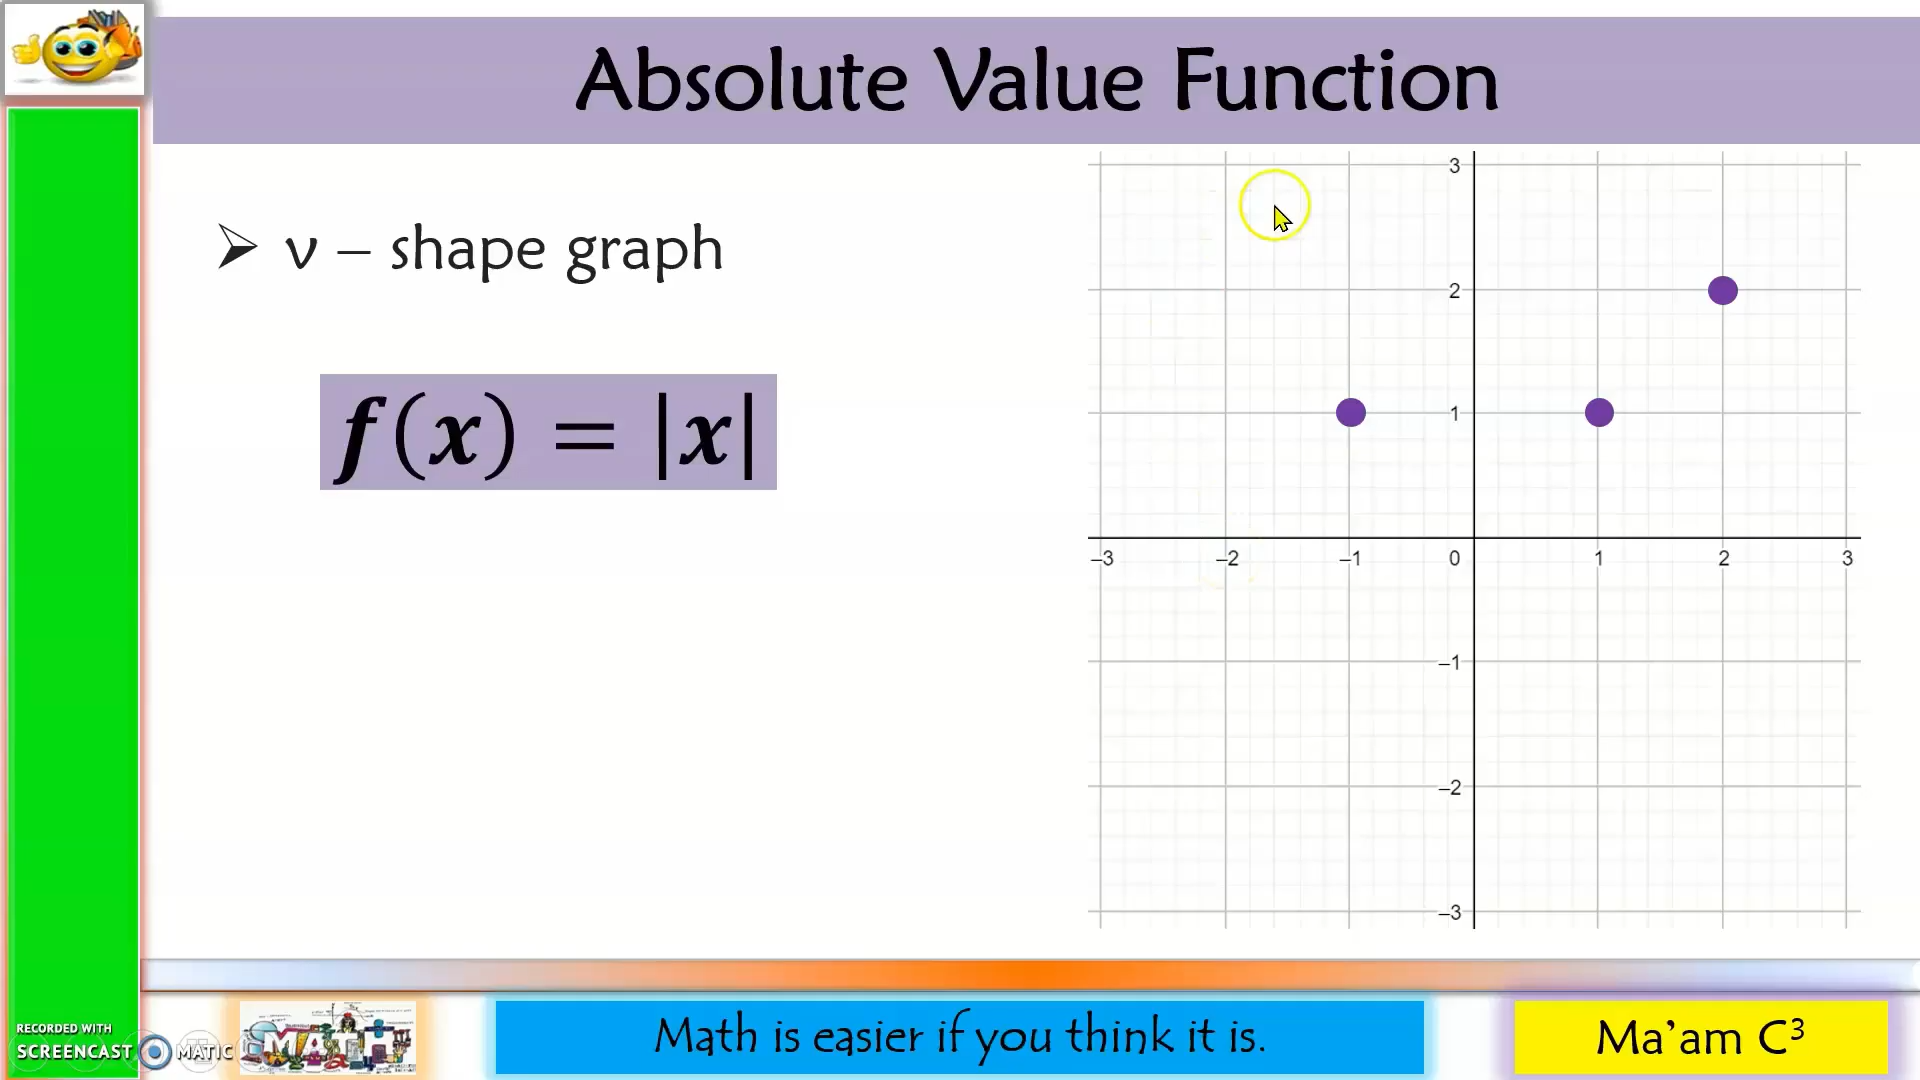 Absolute Value Function
➢ v – shape graph
f(x) = |x|
3
2
1
–3 –2 –1 0 1 2 3
–1
–2
–3
RECORDED WITH
SCREENCAST MATIC
MATH
Math is easier if you think it is.
Ma’am C³